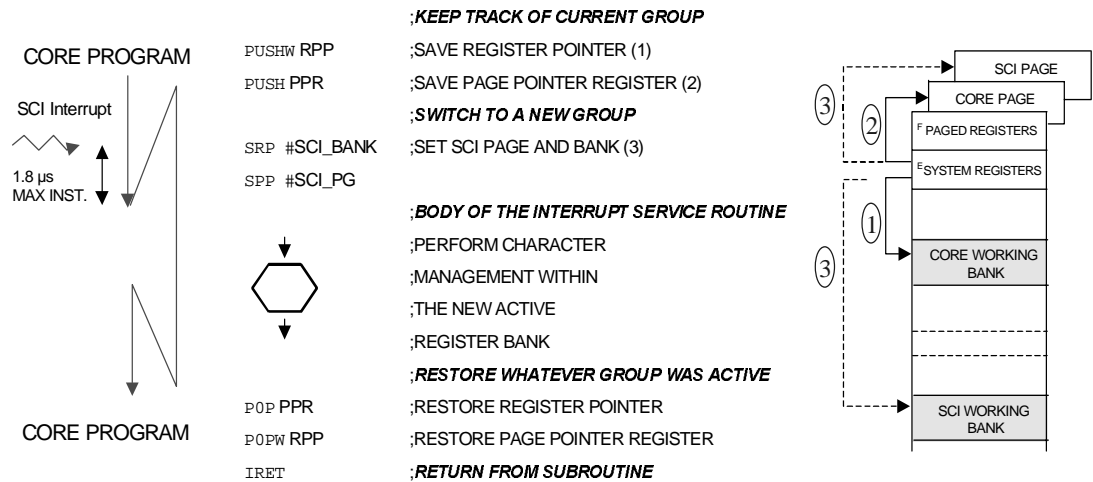 ;KEEP TRACK OF CURRENT GROUP
CORE PROGRAM
PUSHW RPP ;SAVE REGISTER POINTER (1)
PUSH PPR ;SAVE PAGE POINTER REGISTER (2)
SCI Interrupt
;SWITCH TO A NEW GROUP
SRP #SCI_BANK ;SET SCI PAGE AND BANK (3)
1.8 µs
MAX INST.
SPP #SCI_PG
;BODY OF THE INTERRUPT SERVICE ROUTINE
;PERFORM CHARACTER
;MANAGEMENT WITHIN
;THE NEW ACTIVE
;REGISTER BANK
;RESTORE WHATEVER GROUP WAS ACTIVE
POP PPR ;RESTORE REGISTER POINTER
CORE PROGRAM
POPW RPP ;RESTORE PAGE POINTER REGISTER
IRET ;RETURN FROM SUBROUTINE
SCI PAGE
CORE PAGE
3
2
F PAGED REGISTERS
E SYSTEM REGISTERS
1
CORE WORKING
BANK
3
SCI WORKING
BANK